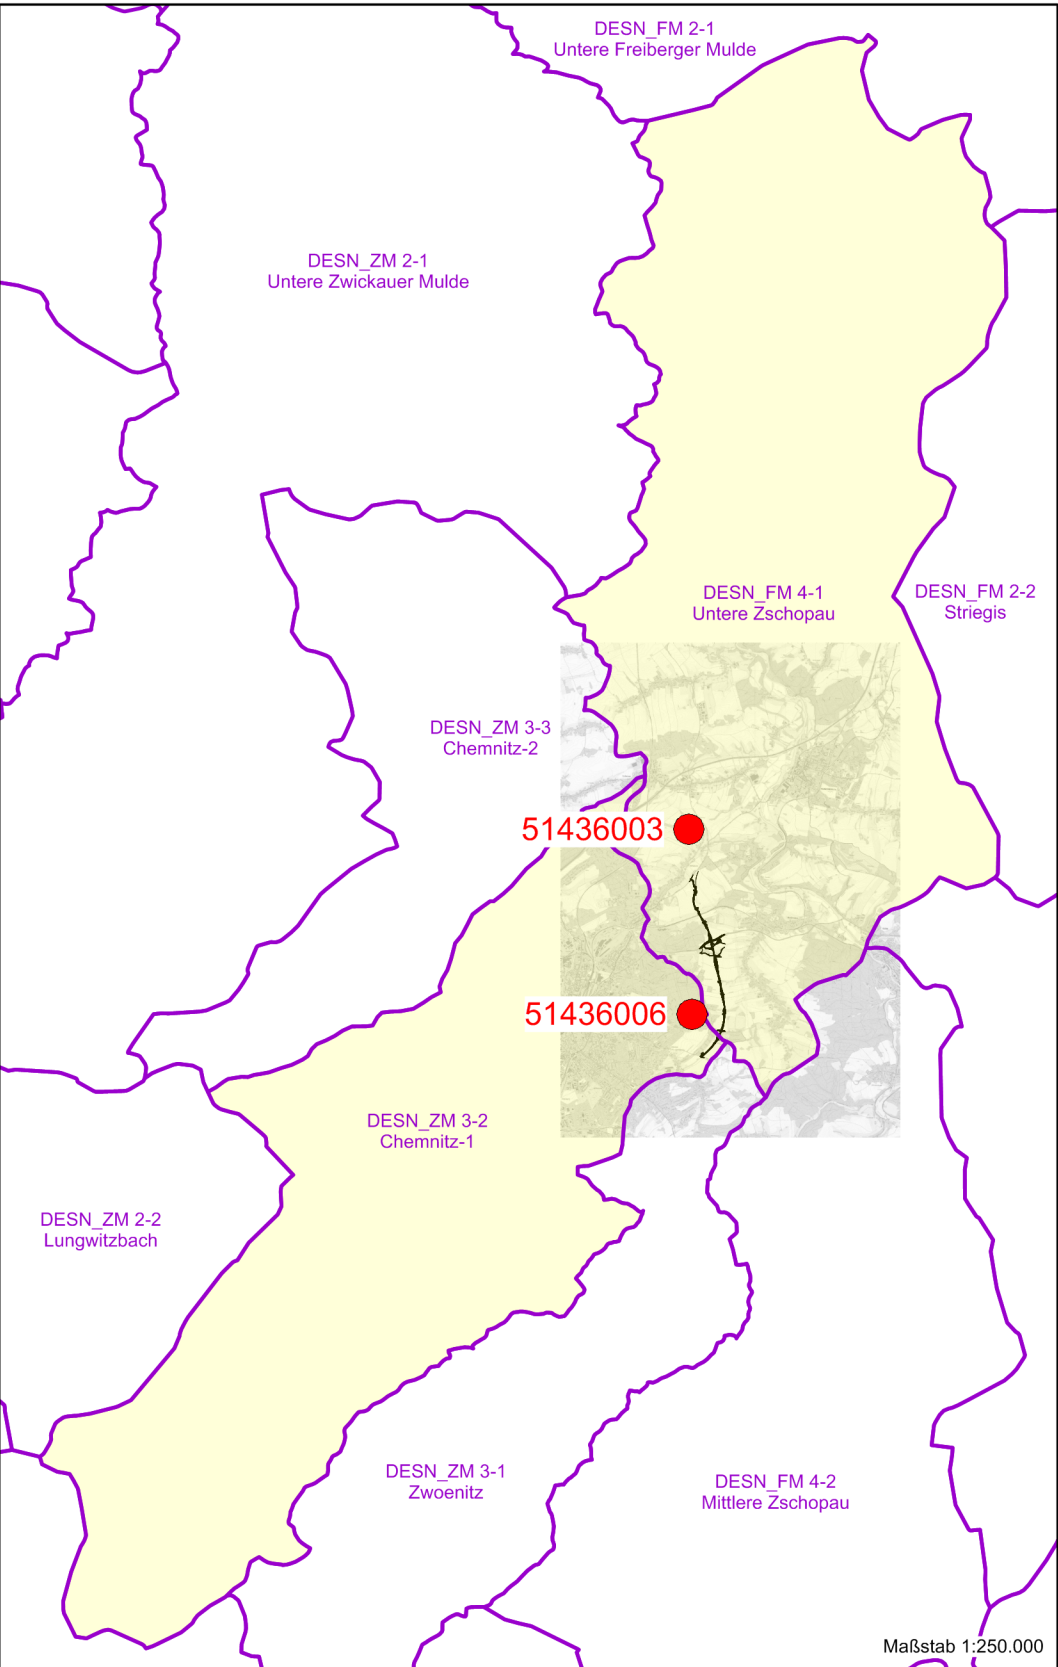 DESN_FM 2-1
Untere Freiberger Mulde
DESN_ZM 2-1
Untere Zwickauer Mulde
DESN_FM 4-1
Untere Zschopau
DESN_FM 2-2
Striegis
DESN_ZM 3-3
Chemnitz-2
51436003
51436006
DESN_ZM 3-2
Chemnitz-1
DESN_ZM 2-2
Lungwitzbach
DESN_ZM 3-1
Zwoenitz
DESN_FM 4-2
Mittlere Zschopau
Maßstab 1:250.000